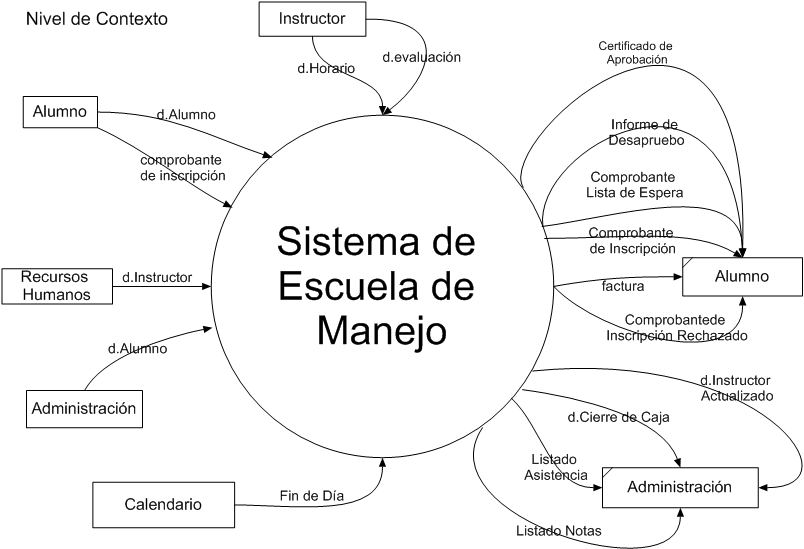 Nivel de Contexto
Instructor
d.Horario
d.evaluación
Alumno
d.Alumno
comprobante
de inscripción
Recursos
Humanos
d.Instructor
d.Alumno
Administración
Calendario
Fin de Día
Sistema de
Escuela de
Manejo
Certificado de
Aprobación
Informe de
Desapruebo
Comprobante
Lista de Espera
Comprobante
de Inscripción
factura
Alumno
Comprobantede
Inscripción Rechazado
d.Instructor
Actualizado
d.Cierre de Caja
Listado
Asistencia
Administración
Listado Notas